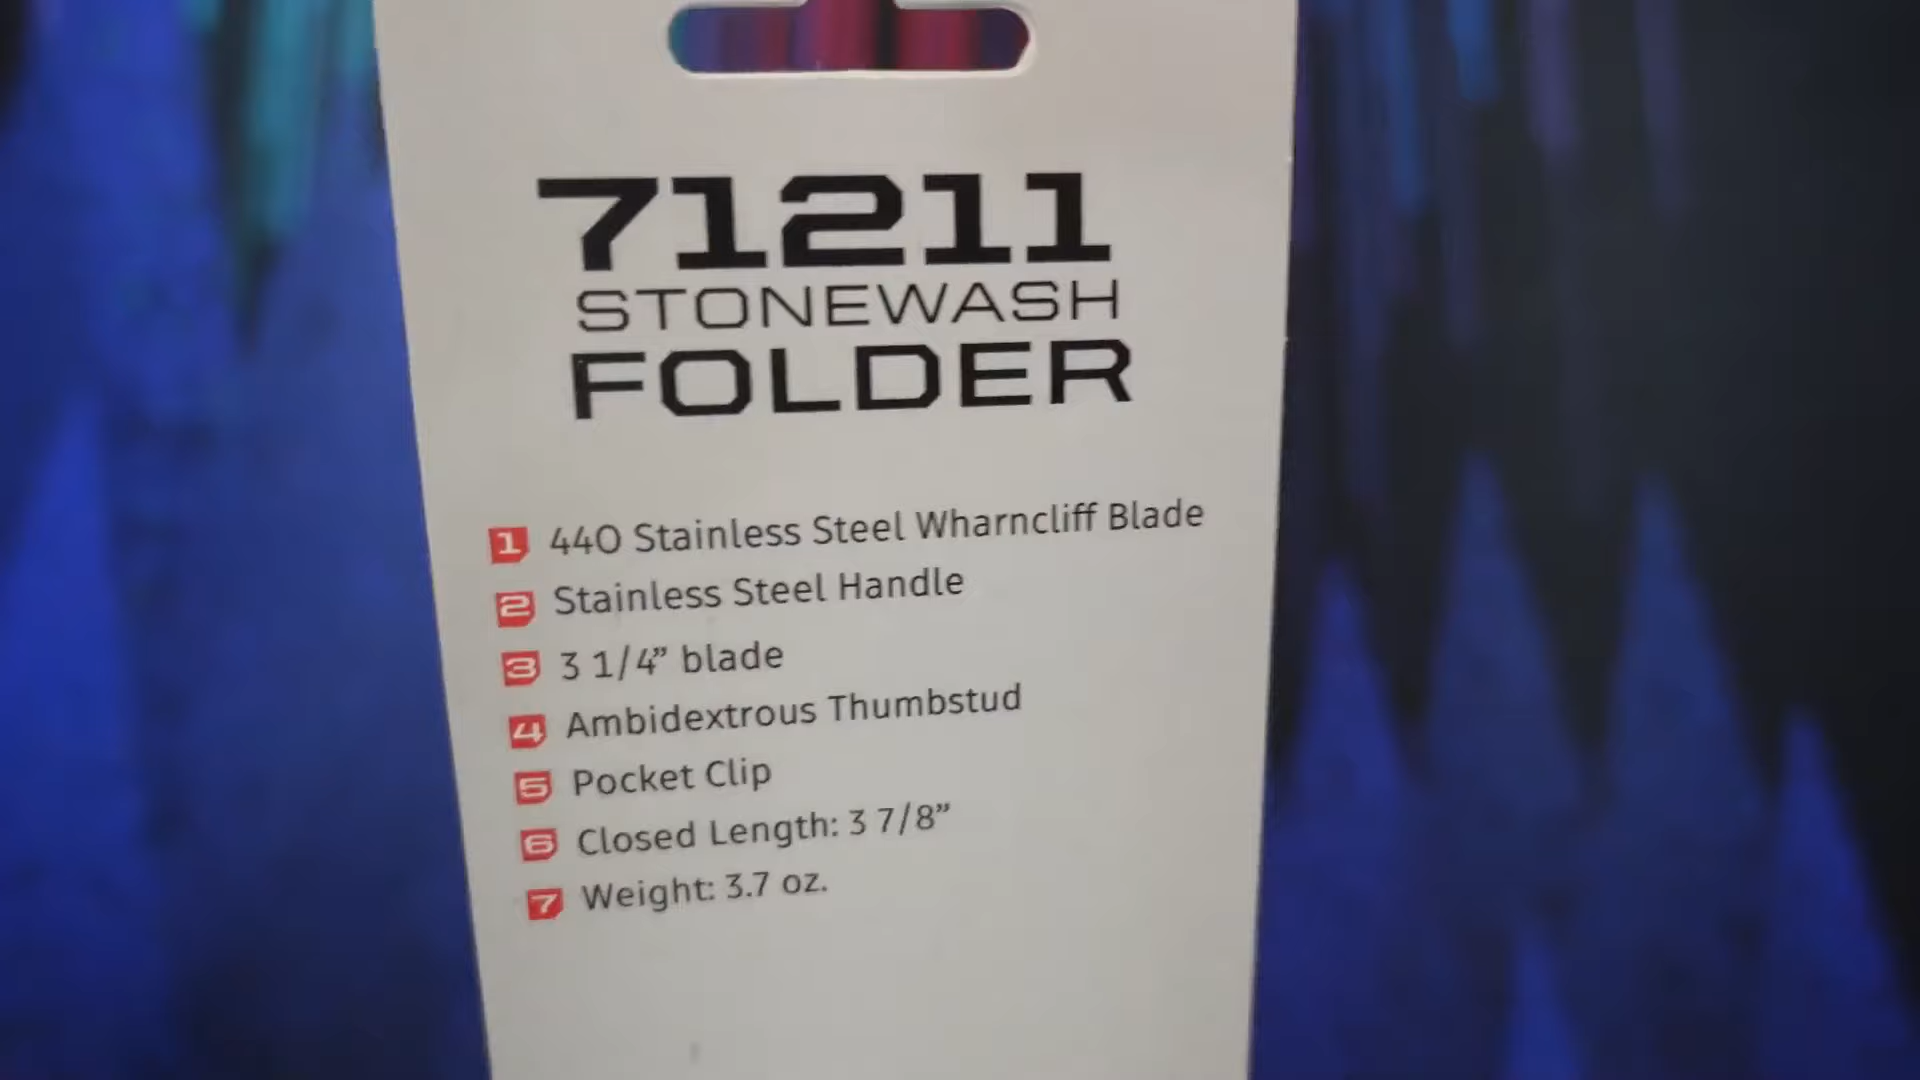 71211
STONEWASH
FOLDER
1 440 Stainless Steel Wharncliff Blade
2 Stainless Steel Handle
3 3 1/4” blade
4 Ambidextrous Thumbstud
5 Pocket Clip
6 Closed Length: 3 7/8”
7 Weight: 3.7 oz.